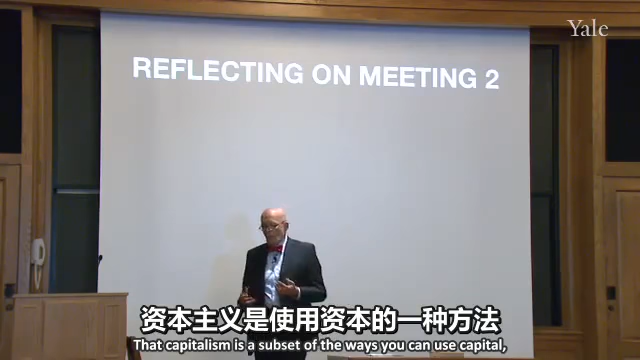 Yale
REFLECTING ON MEETING 2
资本主义是使用资本的一种方法
That capitalism is a subset of the ways you can use capital,